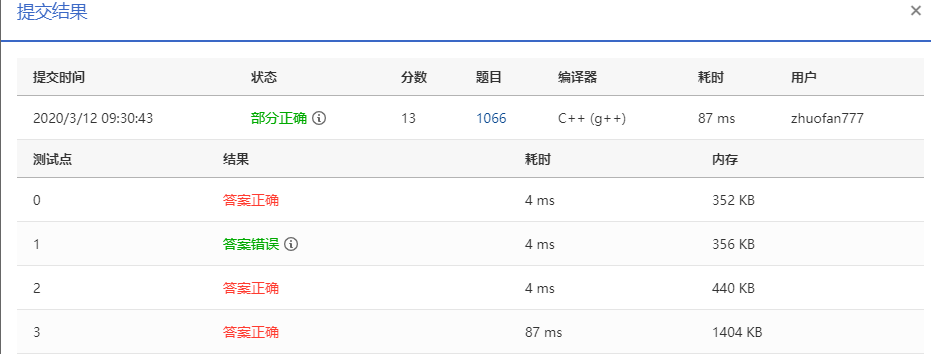 提交结果 ×
提交时间 状态 分数 题目 编译器 耗时 用户
2020/3/12 09:30:43 部分正确 13 1066 C++ (g++) 87 ms zhuofan777
测试点 结果 耗时 内存
0 答案正确 4 ms 352 KB
1 答案错误 4 ms 356 KB
2 答案正确 4 ms 440 KB
3 答案正确 87 ms 1404 KB